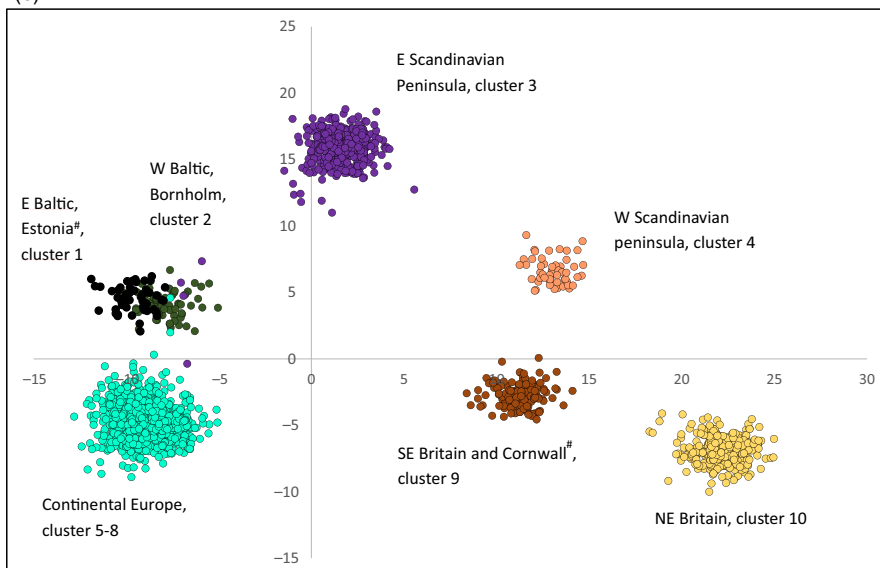 25
E Scandinavian
Peninsula, cluster 3
20
W Baltic,
Bornholm,
cluster 2
15
E Baltic,
Estonia#,
cluster 1
10
W Scandinavian
peninsula, cluster 4
5
0
−15
−10
−5
0
5
10
15
20
25
30
−5
SE Britain and Cornwall#,
cluster 9
Continental Europe,
cluster 5-8
−10
NE Britain, cluster 10
−15